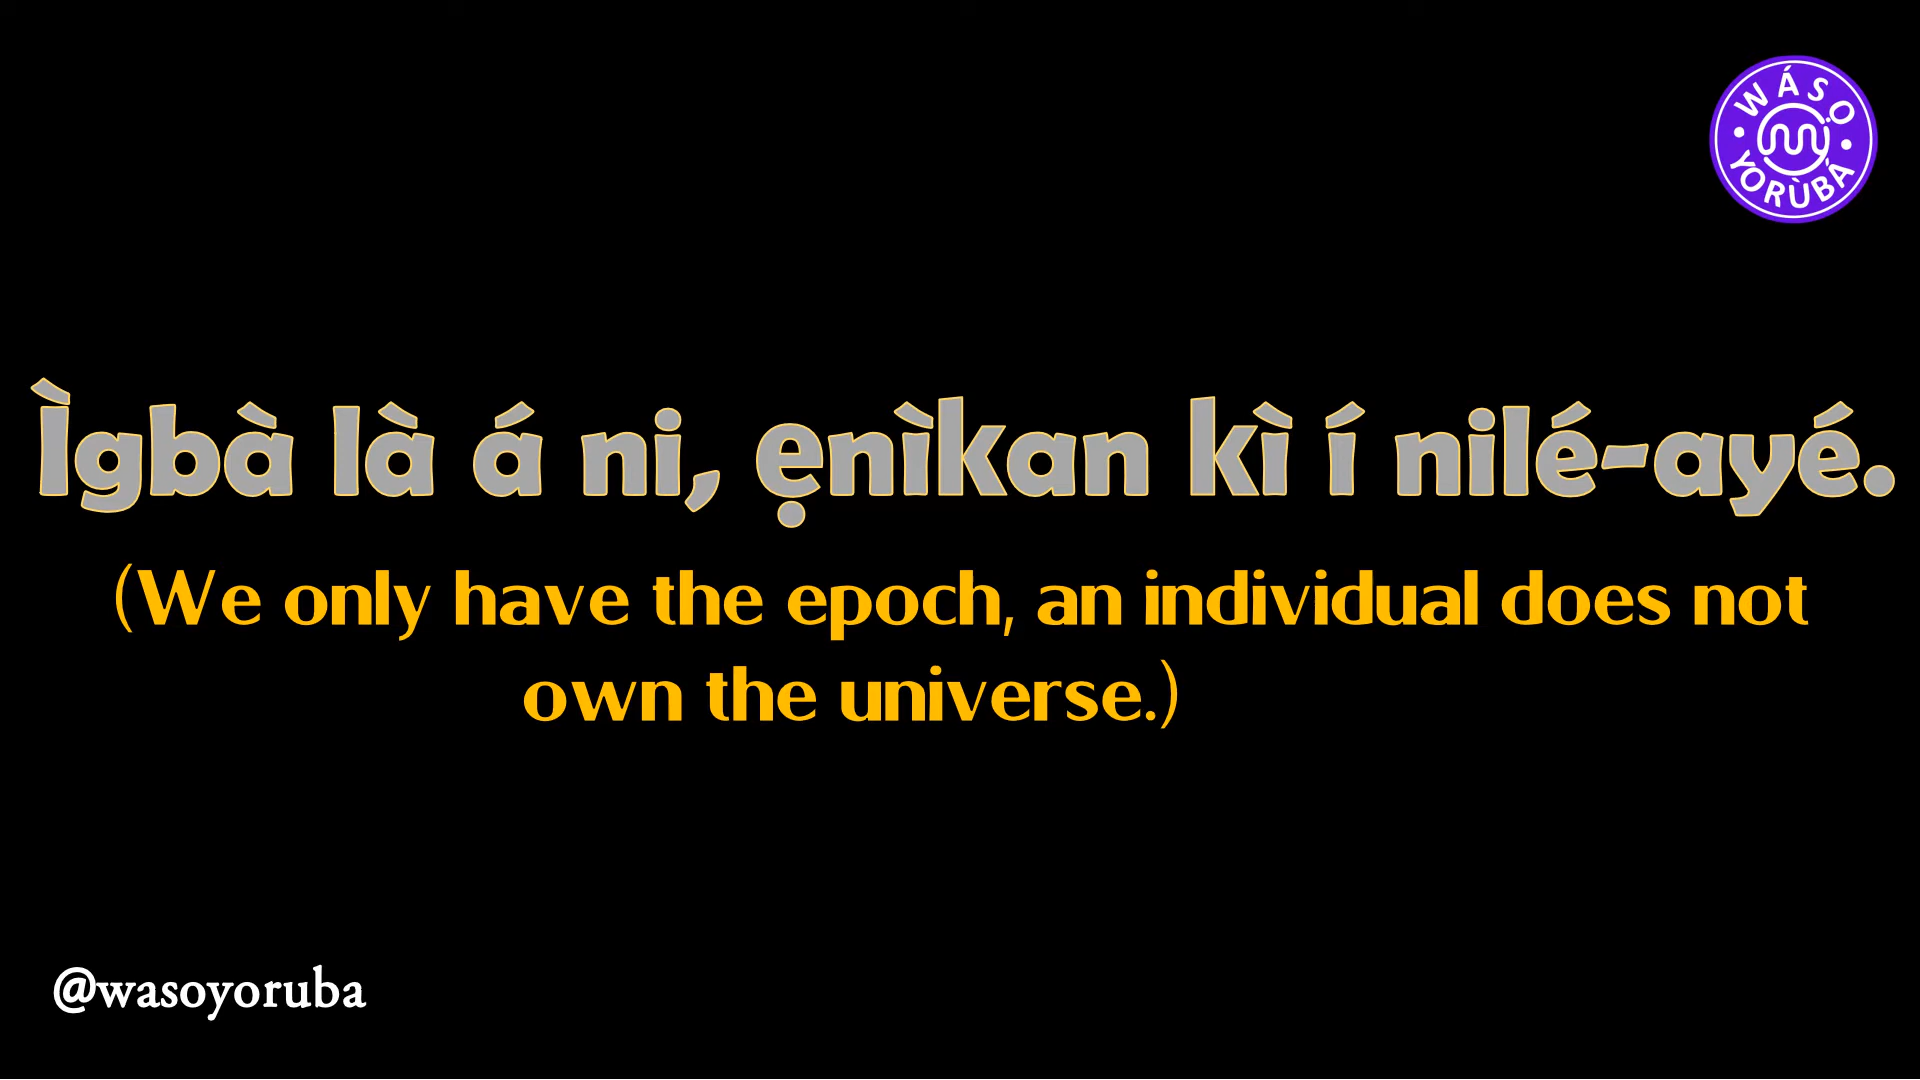 WÁSỌ
YORÙBÁ
Ìgbà là á ni, ẹnìkan kì í nilé-ayé.
(We only have the epoch, an individual does not
own the universe.)
@wasoyoruba